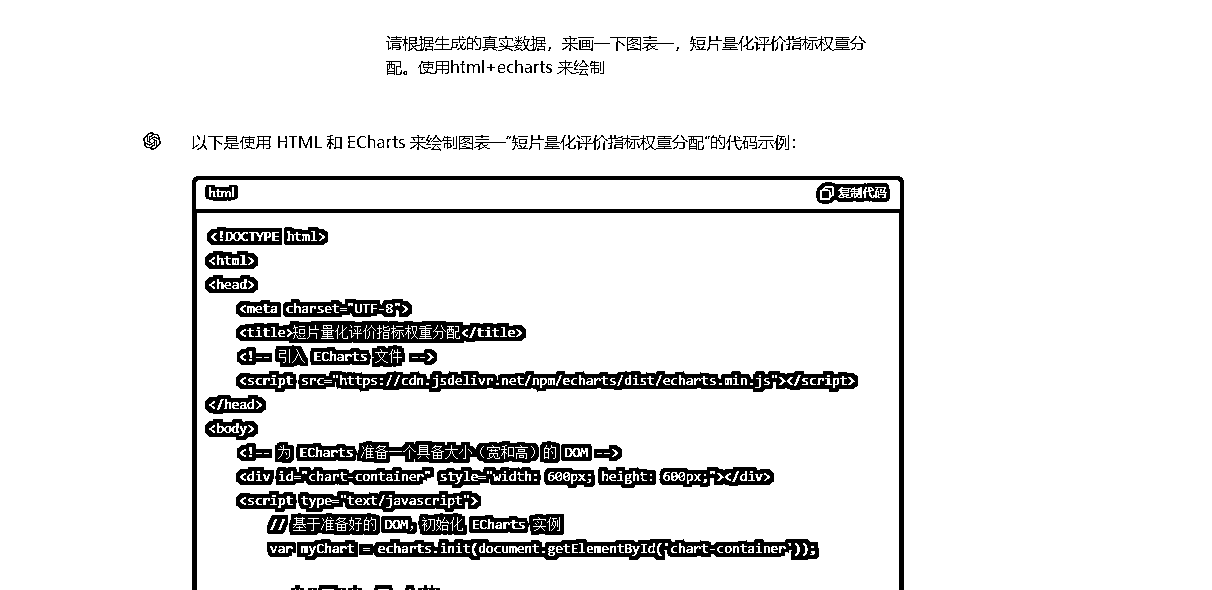 请根据生成的真实数据，来画一下图表一，短片量化评价指标权重分
配。使用html+echarts 来绘制
以下是使用 HTML 和 ECharts 来绘制图表一"短片量化评价指标权重分配"的代码示例：
html
复制代码
<!DOCTYPE html>
<html>
<head>
<meta charset="UTF-8">
<title>短片量化评价指标权重分配</title>
<!-- 引入 ECharts 文件 -->
<script src="https://cdn.jsdelivr.net/npm/echarts/dist/echarts.min.js"></script>
</head>
<body>
<!-- 为 ECharts 准备一个具备大小（宽和高）的 DOM -->
<div id="chart-container" style="width: 600px; height: 600px;"></div>
<script type="text/javascript">
// 基于准备好的 DOM，初始化 ECharts 实例
var myChart = echarts.init(document.getElementById('chart-container'));